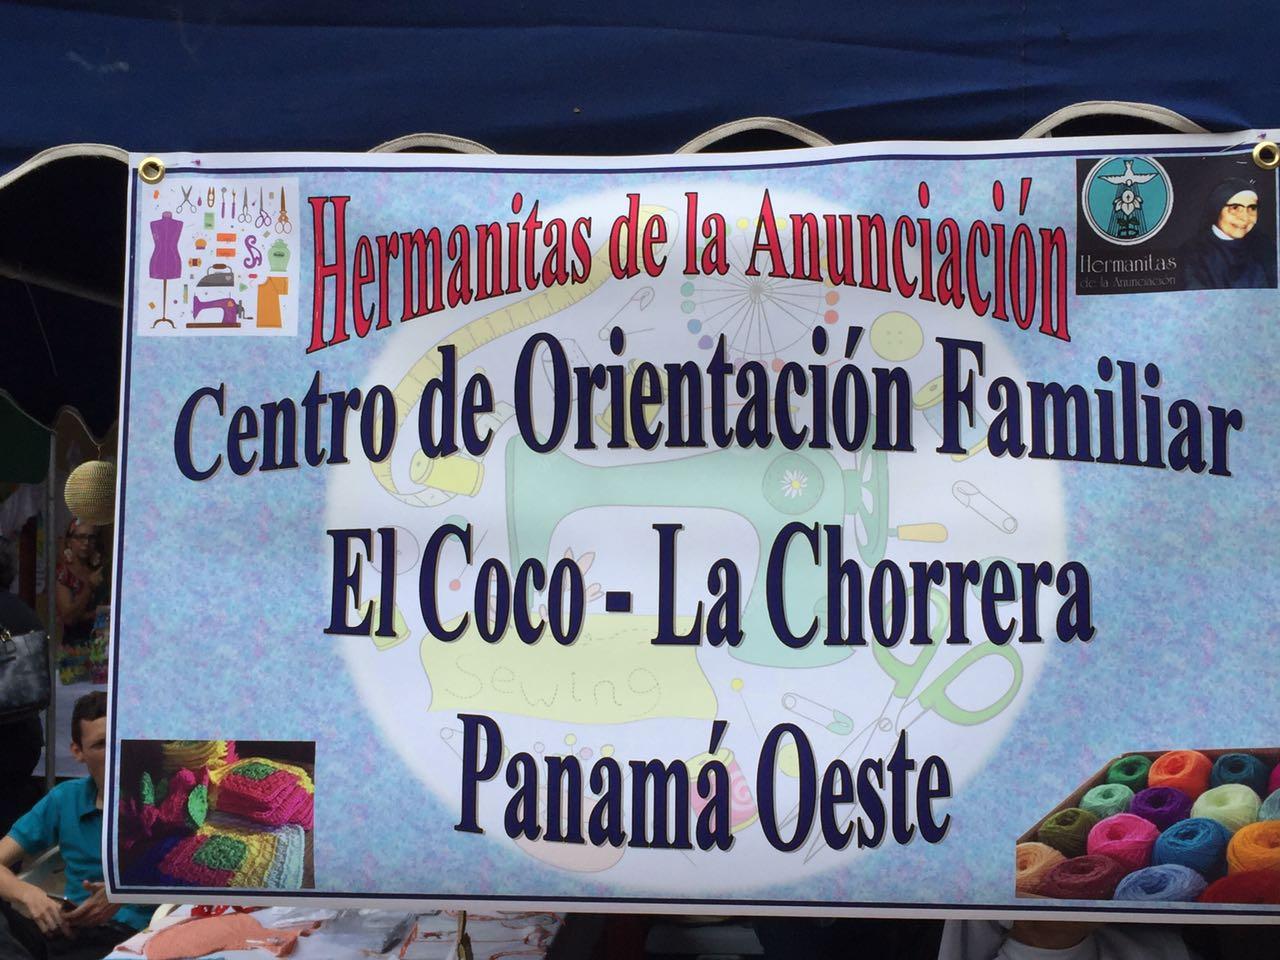 Hermanitas de la Anunciación
Hermanitas
de la Anunciación
Centro de Orientación Familiar
El Coco - La Chorrera
Sewing
Panamá Oeste